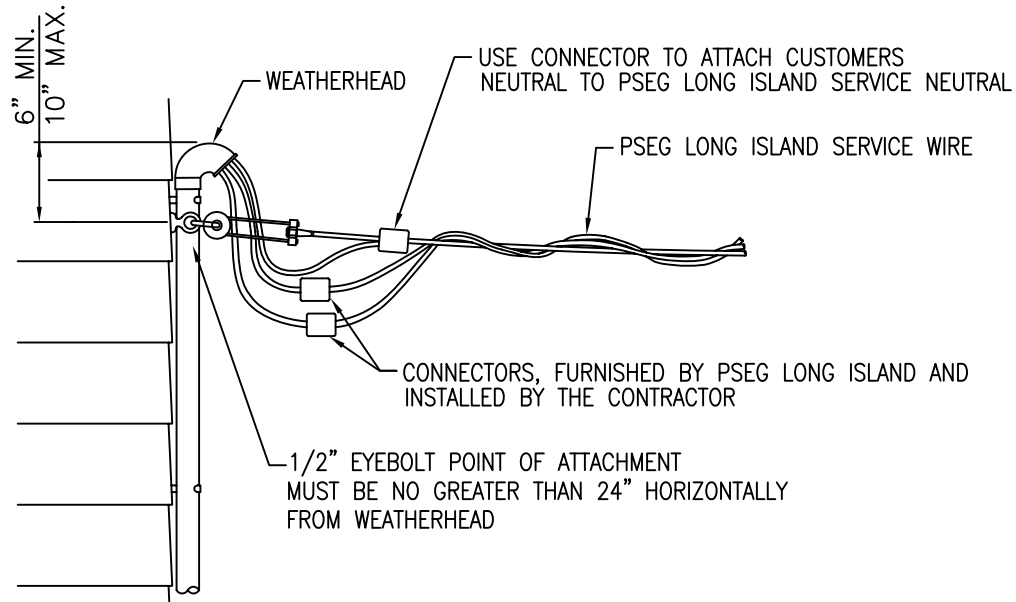 6” MIN.
10” MAX.
WEATHERHEAD
USE CONNECTOR TO ATTACH CUSTOMERS
NEUTRAL TO PSEG LONG ISLAND SERVICE NEUTRAL
PSEG LONG ISLAND SERVICE WIRE
CONNECTORS, FURNISHED BY PSEG LONG ISLAND AND
INSTALLED BY THE CONTRACTOR
1/2” EYEBOLT POINT OF ATTACHMENT
MUST BE NO GREATER THAN 24” HORIZONTALLY
FROM WEATHERHEAD